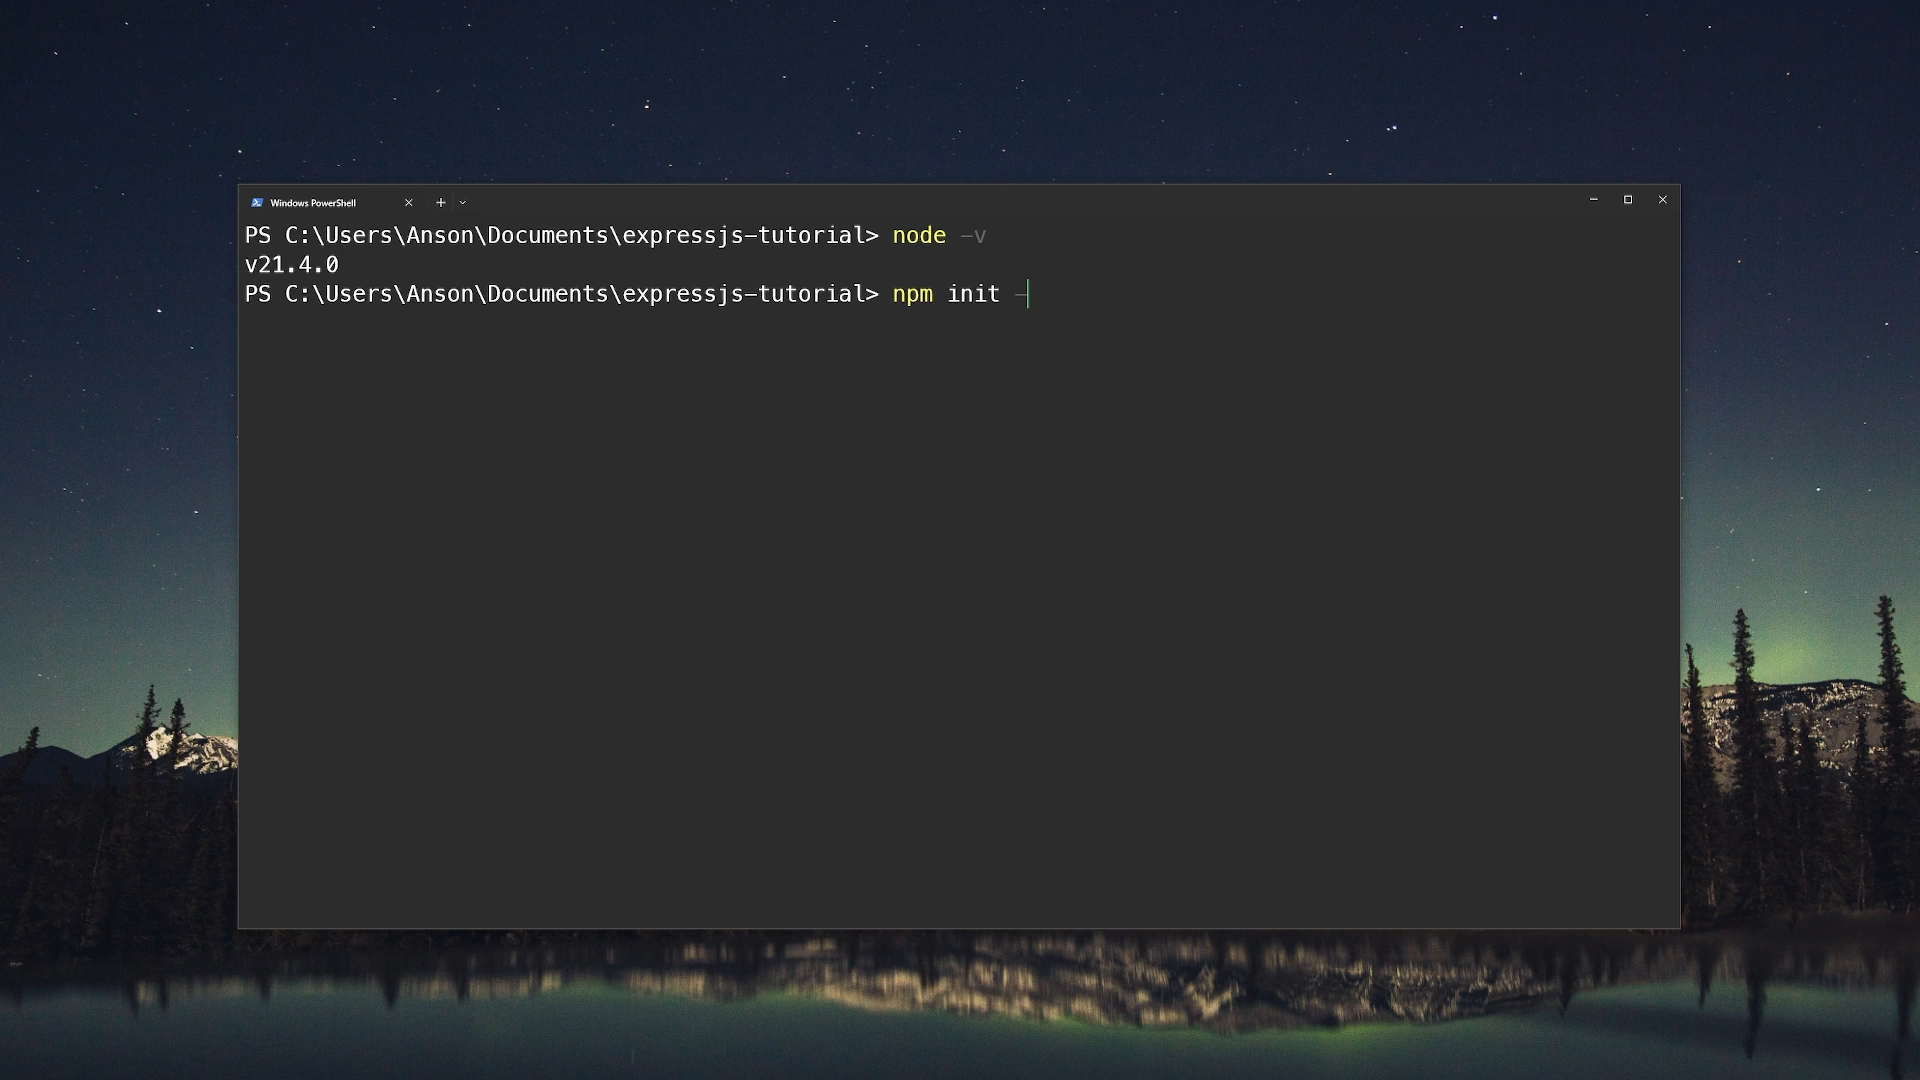 Windows PowerShell
PS C:\Users\Anson\Documents\expressjs-tutorial> node -v
v21.4.0
PS C:\Users\Anson\Documents\expressjs-tutorial> npm init -